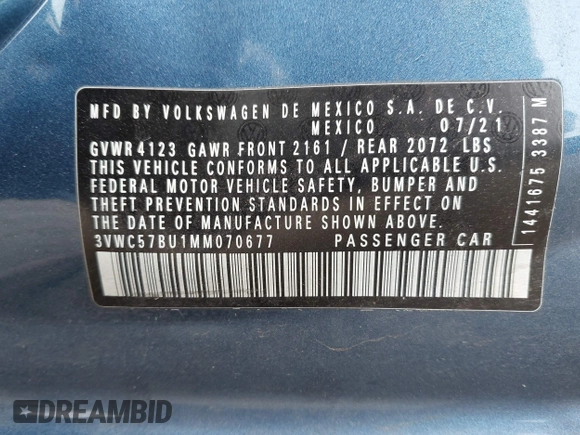 MFD BY VOLKSWAGEN DE MEXICO S.A. DE C.V.
MEXICO 07/21
GVWR 4123 GAWR FRONT 2161 / REAR 2072 LBS
THIS VEHICLE CONFORMS TO ALL APPLICABLE U.S.
FEDERAL MOTOR VEHICLE SAFETY, BUMPER AND
THEFT PREVENTION STANDARDS IN EFFECT ON
THE DATE OF MANUFACTURE SHOWN ABOVE.
3VWC57BU1MM070677 PASSENGER CAR
1441675 3387 M
DREAMBID